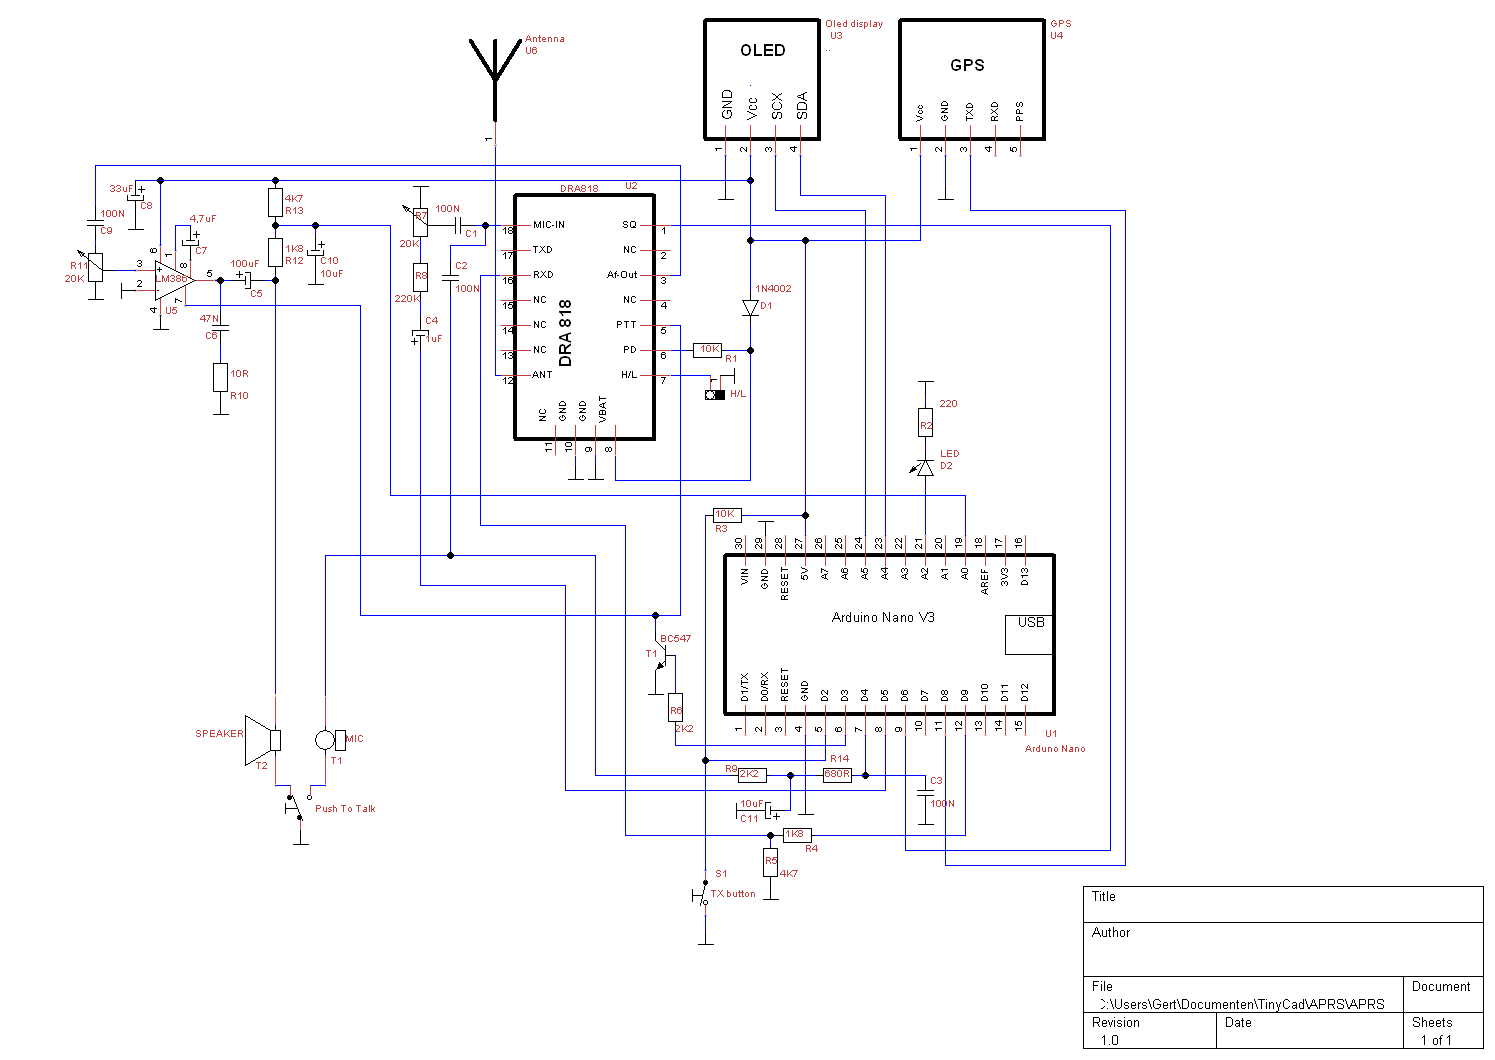 Antenna
U6
1
Oled display
U3
..
OLED
GND
Vcc
SCX
SDA
1
2
3
4
GPS
U4
GPS
Vcc
GND
TXD
RXD
PPS
1
2
3
4
5
33uF
+
C8
100N
C9
R11
20K
4,7uF
+
C7
6
1
8
3
+
2
-
LM386
5
7
4
U5
100uF
+
C5
47N
C6
10R
R10
4K7
R13
1K8
R12
+
C10
10uF
R7
20K
100N
C1
C2
100N
R8
220K
C4
+
1uF
DRA818
U2
MIC-IN
18
TXD
17
RXD
16
NC
15
NC
14
NC
13
ANT
12
SQ
1
NC
2
Af-Out
3
NC
4
PTT
5
PD
6
H/L
7
DRA 818
NC
GND
GND
VBAT
11
10
9
8
1N4002
D1
10K
R1
1
H/L
220
R2
LED
D2
10K
R3
30
29
28
27
26
25
24
23
22
21
20
19
18
17
16
VIN
GND
RESET
5V
A7
A6
A5
A4
A3
A2
A1
A0
AREF
3V3
D13
Arduino Nano V3
USB
D1/TX
D0/RX
RESET
GND
D2
D3
D4
D5
D6
D7
D8
D9
D10
D11
D12
1
2
3
4
5
6
7
8
9
10
11
12
13
14
15
U1
Arduno Nano
BC547
T1
R6
2K2
SPEAKER
T2
MIC
T1
Push To Talk
R9
2K2
R14
680R
10uF
C11
+
C3
100N
1K8
R4
R5
4K7
S1
TX button
Title
Author
File
C:\Users\Gert\Documenten\TinyCad\APRS\APRS
Document
Revision
1.0
Date
Sheets
1 of 1